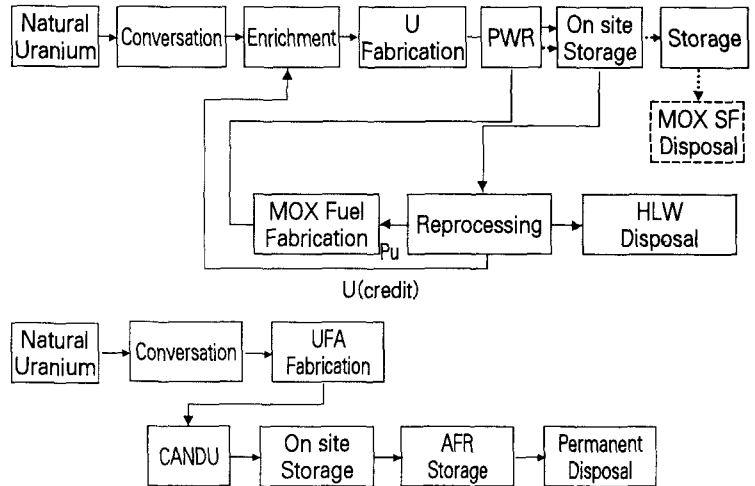 Natural
Uranium
Conversation
Enrichment
U
Fabrication
PWR
On site
Storage
Storage
MOX SF
Disposal
MOX Fuel
Fabrication
Pu
Reprocessing
HLW
Disposal
U(credit)
Natural
Uranium
Conversation
UFA
Fabrication
CANDU
On site
Storage
AFR
Storage
Permanent
Disposal